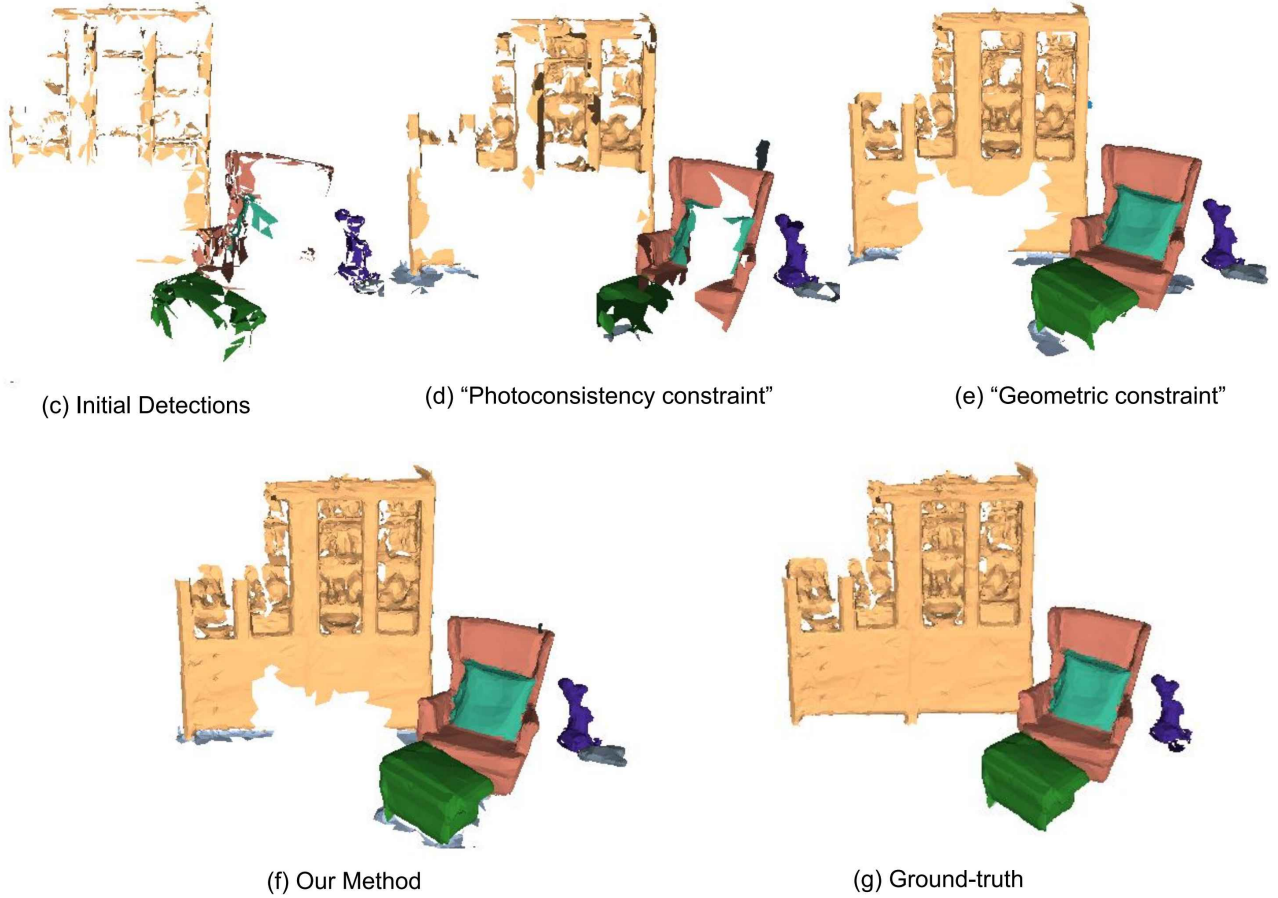 (c) Initial Detections
(d) “Photoconsistency constraint”
(e) “Geometric constraint”
(f) Our Method
(g) Ground-truth